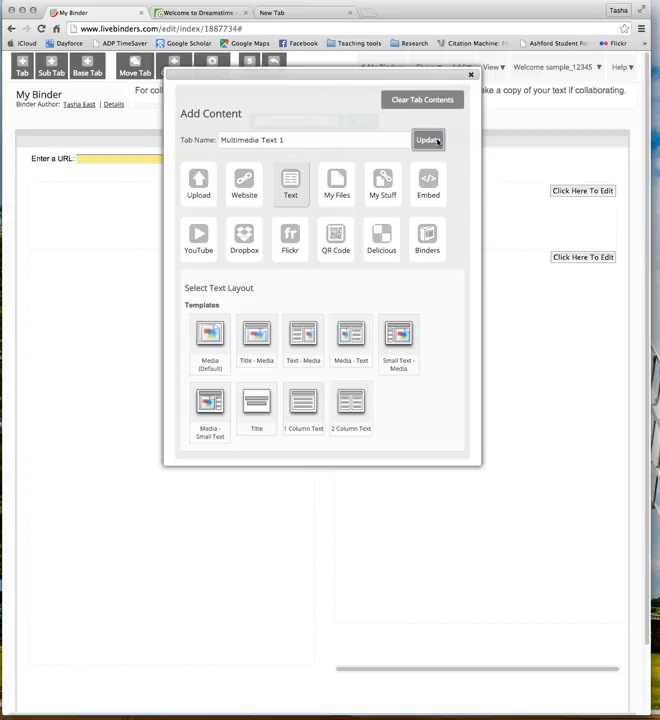 Tasha
My Binder
Welcome to Dreamstime
New Tab
www.livebinders.com/edit/index/1887734#
iCloud
Dayforce
ADP TimeSaver
Google Scholar
Google Maps
Facebook
Teaching tools
Research
Citation Machine:
Ashford Student Po
Flickr
Tab
Sub Tab
Base Tab
Move Tab
View ▾
Welcome sample_12345 ▾
Help ▾
My Binder
For col
ke a copy of your text if collaborating.
Binder Author: Tasha East | Details
Clear Tab Contents
Add Content
Tab Name: Multimedia Text 1
Update
Enter a URL:
Upload
Website
Text
My Files
My Stuff
Embed
Click Here To Edit
YouTube
Dropbox
Flickr
QR Code
Delicious
Binders
Click Here To Edit
Select Text Layout
Templates
Media
(Default)
Title - Media
Text - Media
Media - Text
Small Text -
Media
Media -
Small Text
Title
1 Column Text
2 Column Text